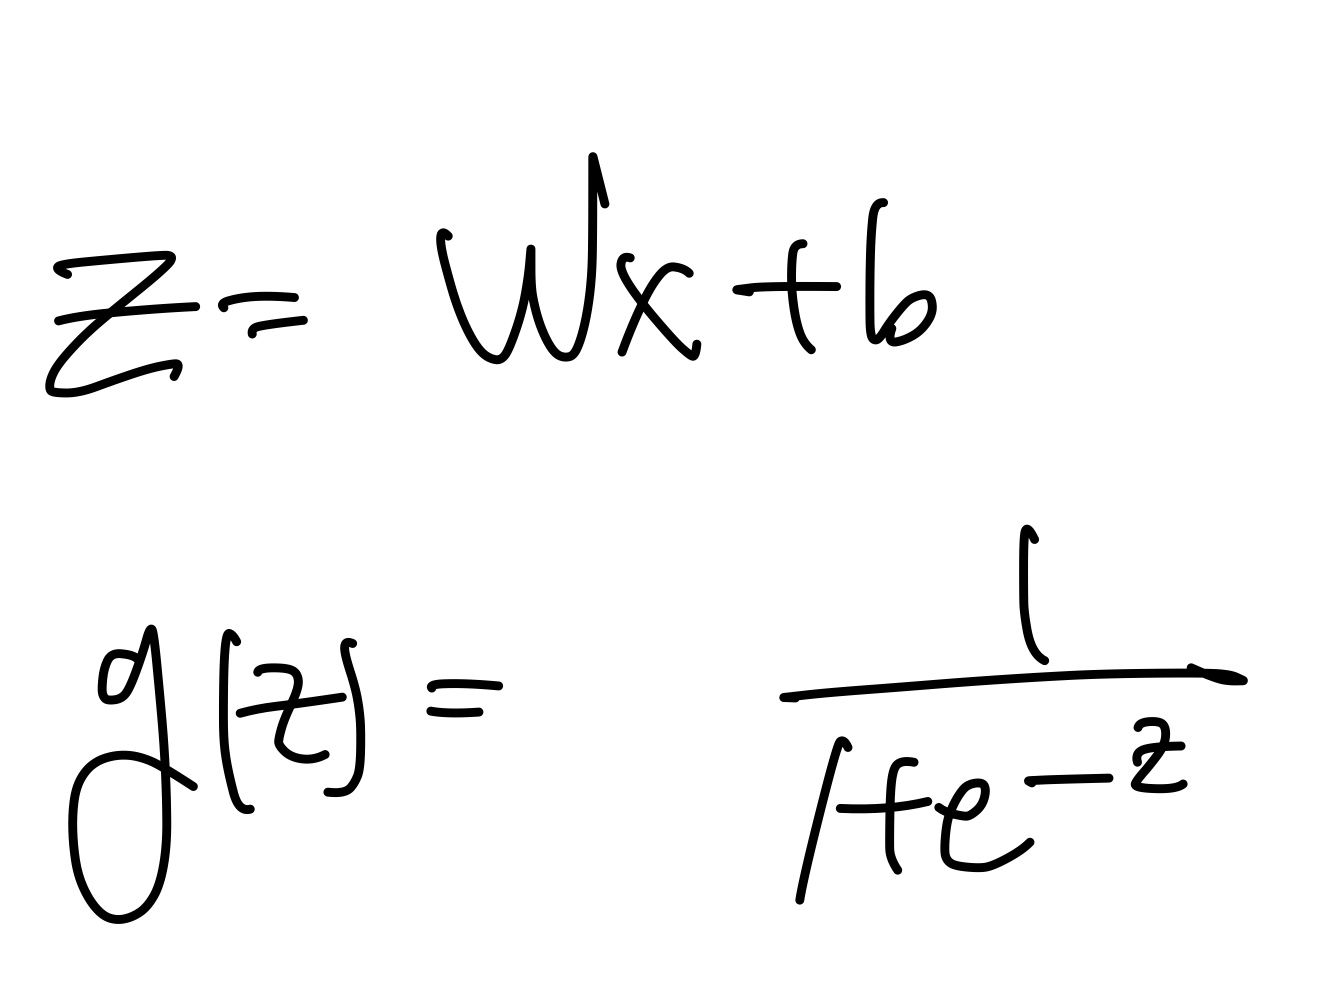 z = Wx + b
g(z) = 1 / (1 + e^{-z})